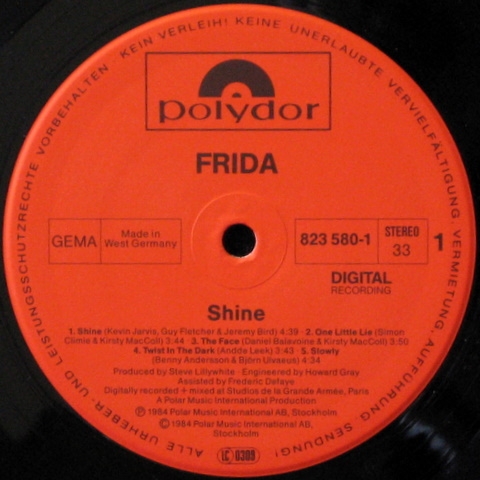 KEIN VERLEIH! KEINE UNERLAUBTE VERVIELFÄLTIGUNG, VERMIETUNG, AUFFÜHRUNG, SENDUNG!
ALLE URHEBER- UND LEISTUNGSSCHUTZRECHTE VORBEHALTEN
polydor
FRIDA
GEMA
Made in
West Germany
823 580-1
STEREO
33
1
DIGITAL
RECORDING
Shine
1. Shine (Kevin Jarvis, Guy Fletcher & Jeremy Bird) 4:39 · 2. One Little Lie (Simon
Climie & Kirsty MacColl) 3:44 · 3. The Face (Daniel Balavoine & Kirsty MacColl) 3:50
4. Twist In The Dark (Andée Leek) 3:43 · 5. Slowly
(Benny Andersson & Björn Ulvaeus) 4:34
Produced by Steve Lillywhite · Engineered by Howard Gray
Assisted by Frederic Defaye
Digitally recorded + mixed at Studios de la Grande Armée, Paris
A Polar Music International Production
Ⓟ 1984 Polar Music International AB, Stockholm
© 1984 Polar Music International AB,
Stockholm
LC 0309